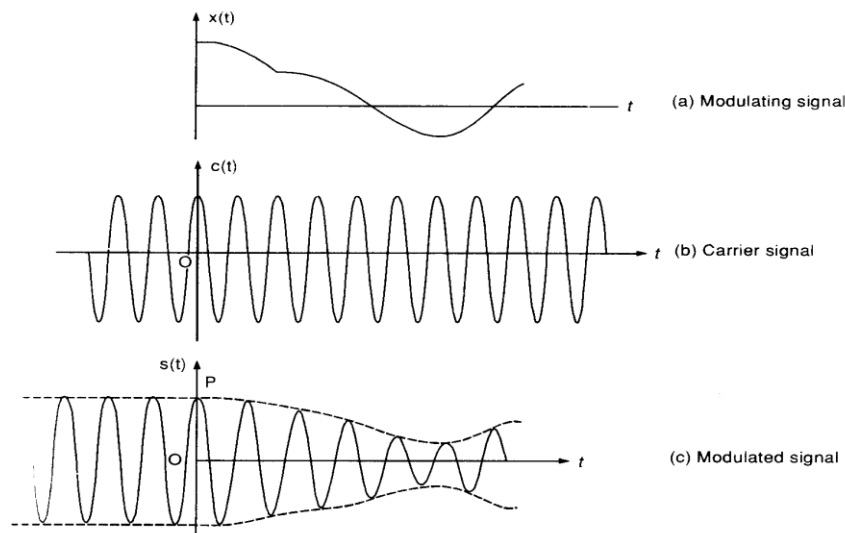 x(t)
t
(a) Modulating signal
c(t)
O
t
(b) Carrier signal
s(t)
P
O
t
(c) Modulated signal